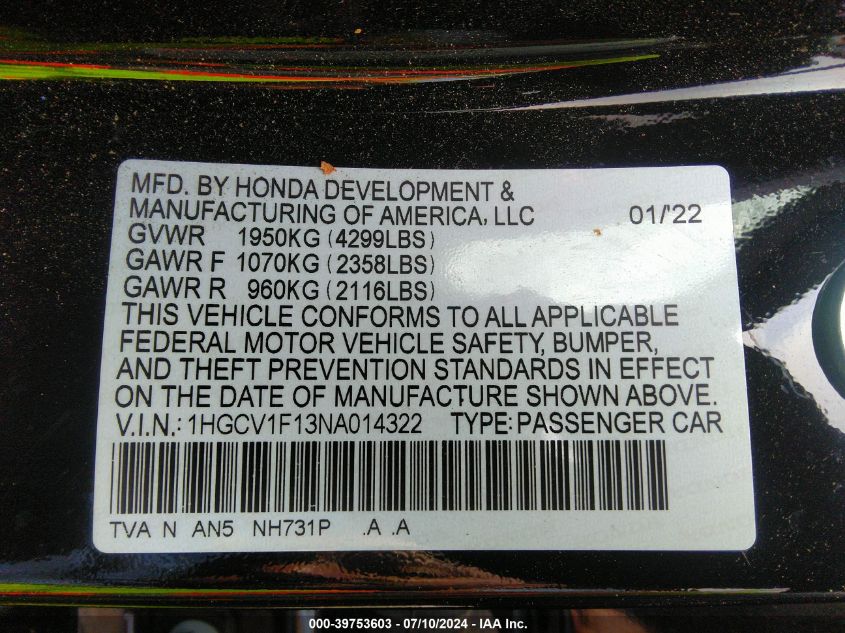 MFD. BY HONDA DEVELOPMENT &
MANUFACTURING OF AMERICA, LLC 01/'22
GVWR 1950KG (4299LBS)
GAWR F 1070KG (2358LBS)
GAWR R 960KG (2116LBS)
THIS VEHICLE CONFORMS TO ALL APPLICABLE
FEDERAL MOTOR VEHICLE SAFETY, BUMPER,
AND THEFT PREVENTION STANDARDS IN EFFECT
ON THE DATE OF MANUFACTURE SHOWN ABOVE.
V.I.N.: 1HGCV1F13NA014322 TYPE: PASSENGER CAR
TVA N AN5 NH731P .A .A
000-39753603 - 07/10/2024 - IAA Inc.